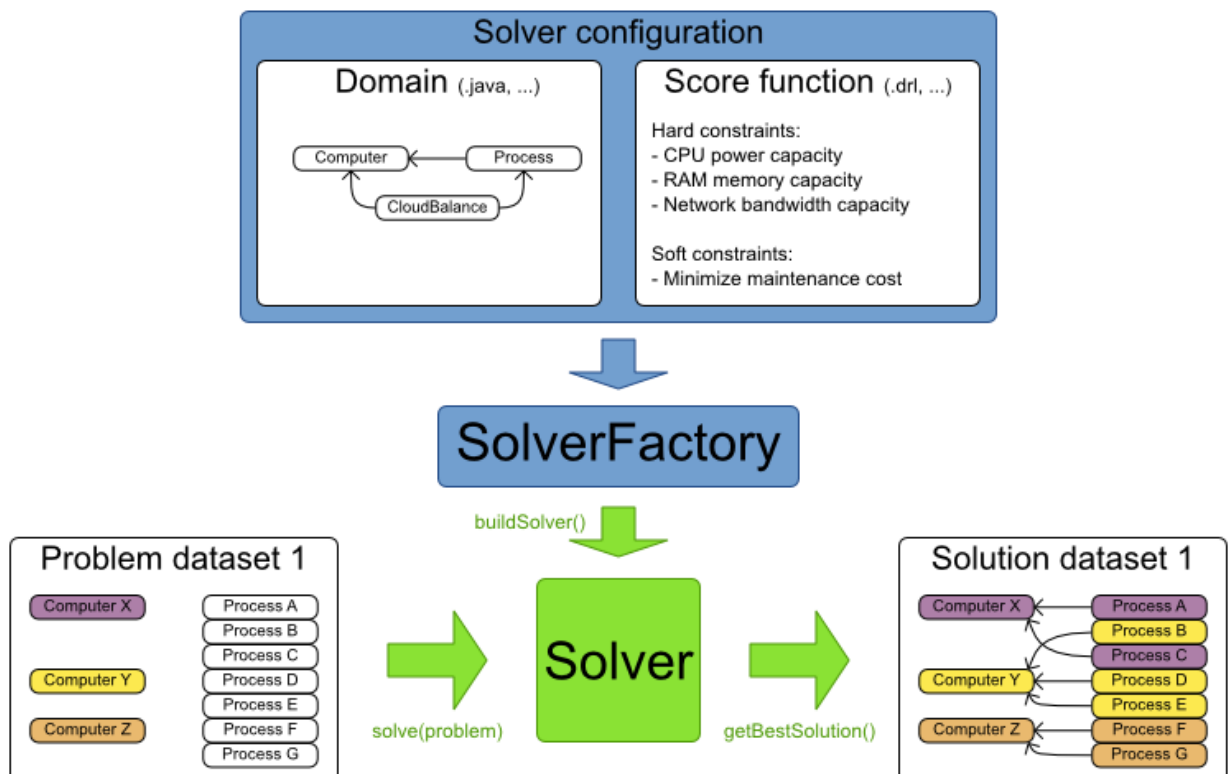 Solver configuration
Domain (.java, ...)
Computer
Process
CloudBalance
Score function (.drl, ...)
Hard constraints:
- CPU power capacity
- RAM memory capacity
- Network bandwidth capacity
Soft constraints:
- Minimize maintenance cost
SolverFactory
buildSolver()
Problem dataset 1
Computer X
Computer Y
Computer Z
Process A
Process B
Process C
Process D
Process E
Process F
Process G
solve(problem)
Solver
getBestSolution()
Solution dataset 1
Computer X
Computer Y
Computer Z
Process A
Process B
Process C
Process D
Process E
Process F
Process G